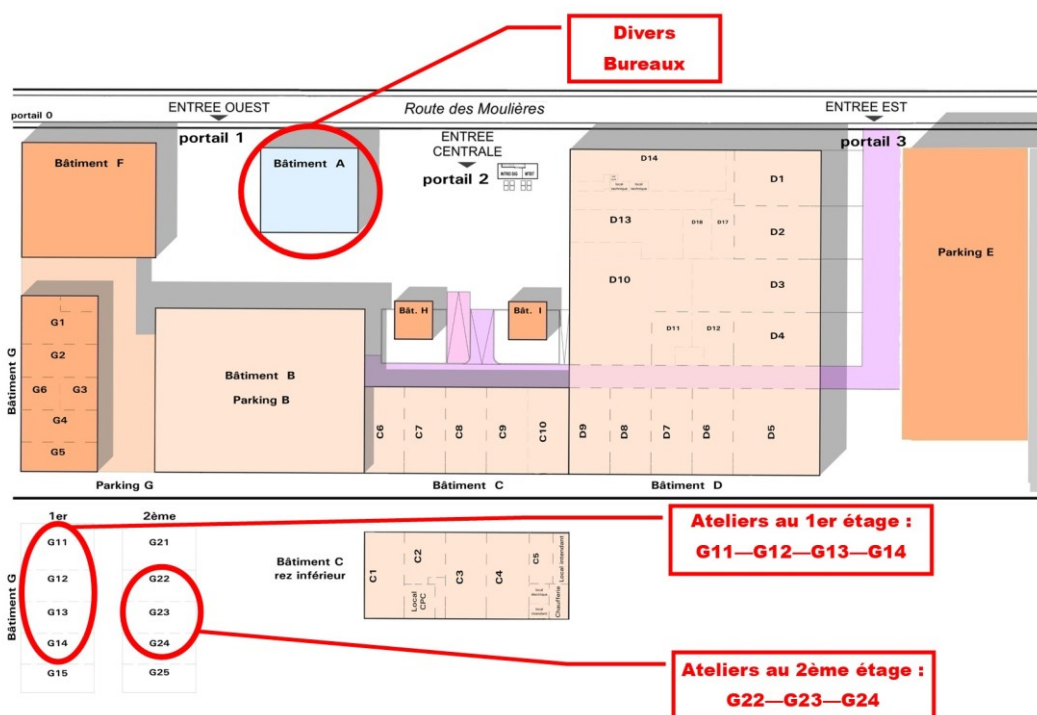 Divers
Bureaux
portail 0
ENTREE OUEST
Route des Moulières
ENTREE EST
portail 1
ENTREE
CENTRALE
portail 2
portail 3
Bâtiment F
Bâtiment A
D14
D1
D13
D16
D17
D2
Parking E
D10
D3
Bât. H
Bât. I
D11
D12
D4
Bâtiment G
G1
G2
G6
G3
G4
G5
Bâtiment B
Parking B
C6
C7
C8
C9
C10
D9
D8
D7
D6
D5
Parking G
Bâtiment C
Bâtiment D
1er
2ème
Bâtiment G
G11
G12
G13
G14
G15
G21
G22
G23
G24
G25
Bâtiment C
rez inférieur
C1
C2
Local
CPC
C3
C4
C5
Local intendant
Chaufferie
Ateliers au 1er étage :
G11—G12—G13—G14
Ateliers au 2ème étage :
G22—G23—G24